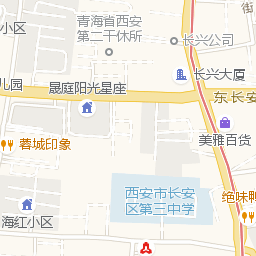 青海省西安
第二干休所
小区
长兴公司
长兴大厦
儿园
晟庭阳光星座
东长安
美雅百货
蓉城印象
西安市长安
区第三中学
绝味鸭
海红小区